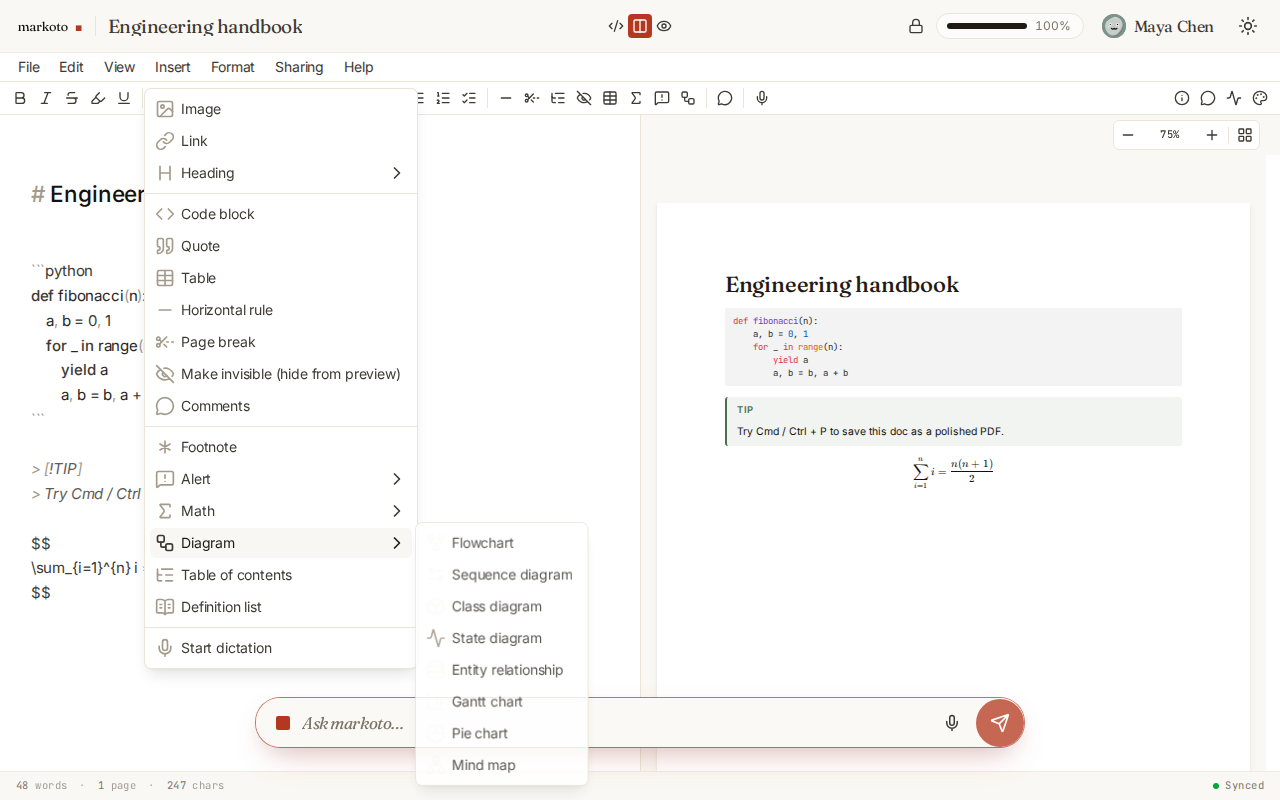 markoto
Engineering handbook
100%
Maya Chen
File Edit View Insert Format Sharing Help
75%
Image
Link
Heading
Code block
Quote
Table
Horizontal rule
Page break
Make invisible (hide from preview)
Comments
Footnote
Alert
Math
Diagram
Table of contents
Definition list
Start dictation
Flowchart
Sequence diagram
Class diagram
State diagram
Entity relationship
Gantt chart
Pie chart
Mind map
# Engineer
```python
def fibonacci(n):
a, b = 0, 1
for _ in range(
yield a
a, b = b, a +
```
> [!TIP]
> Try Cmd / Ctrl
$$
\sum_{i=1}^{n} i =
$$
Engineering handbook
def fibonacci(n):
a, b = 0, 1
for _ in range(n):
yield a
a, b = b, a + b
TIP
Try Cmd / Ctrl + P to save this doc as a polished PDF.
∑_{i=1}^{n} i = n(n + 1) / 2
Ask markoto...
48 words · 1 page · 247 chars
Synced